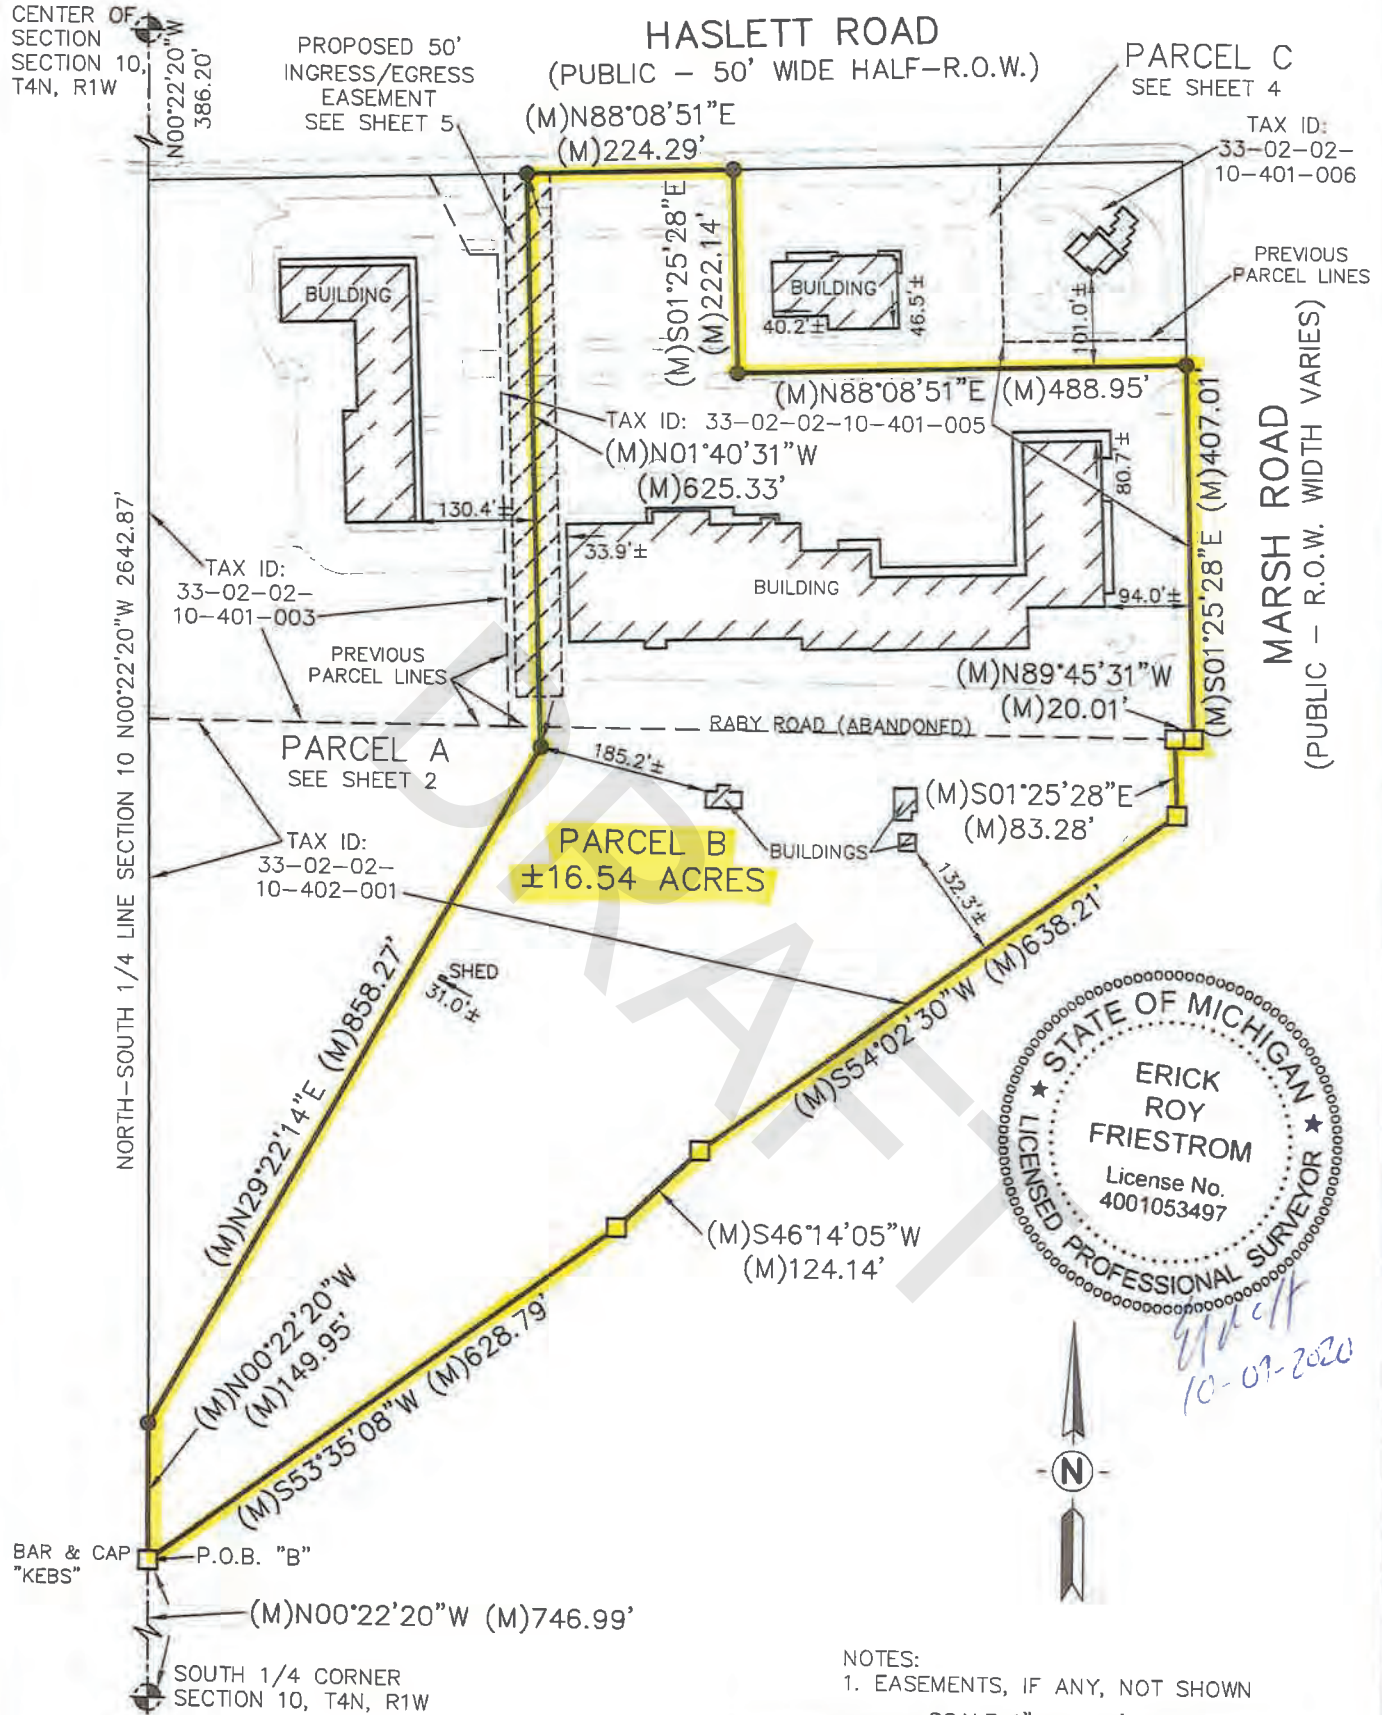 CENTER OF
SECTION
SECTION 10,
T4N, R1W
N00°22'20"W
386.20'
PROPOSED 50'
INGRESS/EGRESS
EASEMENT
SEE SHEET 5
HASLETT ROAD
(PUBLIC – 50' WIDE HALF–R.O.W.)
PARCEL C
SEE SHEET 4
(M)N88°08'51"E
(M)224.29'
TAX ID:
33–02–02–
10–401–006
(M)S01°25'28"E
(M)222.14'
PREVIOUS
PARCEL LINES
BUILDING
BUILDING
40.2'±
46.5'±
101.0'±
(M)N88°08'51"E (M)488.95'
TAX ID: 33–02–02–10–401–005
(M)N01°40'31"W
(M)625.33'
MARSH ROAD
(PUBLIC – R.O.W. WIDTH VARIES)
(M)S01°25'28"E (M)407.01
80.7'±
130.4'±
33.9'±
BUILDING
94.0'±
TAX ID:
33–02–02–
10–401–003
PREVIOUS
PARCEL LINES
NORTH–SOUTH 1/4 LINE SECTION 10 N00°22'20"W 2642.87'
(M)N89°45'31"W
(M)20.01'
RABY ROAD (ABANDONED)
PARCEL A
SEE SHEET 2
185.2'±
(M)S01°25'28"E
(M)83.28'
TAX ID:
33–02–02–
10–402–001
PARCEL B
±16.54 ACRES
BUILDINGS
132.3'±
SHED
31.0'±
(M)N29°22'14"E (M)858.27'
(M)S54°02'30"W (M)638.21'
DRAFT
STATE OF MICHIGAN
ERICK
ROY
FRIESTROM
License No.
4001053497
LICENSED PROFESSIONAL SURVEYOR
10-09-2020
(M)S46°14'05"W
(M)124.14'
(M)N00°22'20"W
(M)149.95'
(M)S53°35'08"W (M)628.79'
N
BAR & CAP
"KEBS"
P.O.B. "B"
(M)N00°22'20"W (M)746.99'
SOUTH 1/4 CORNER
SECTION 10, T4N, R1W
NOTES:
1. EASEMENTS, IF ANY, NOT SHOWN